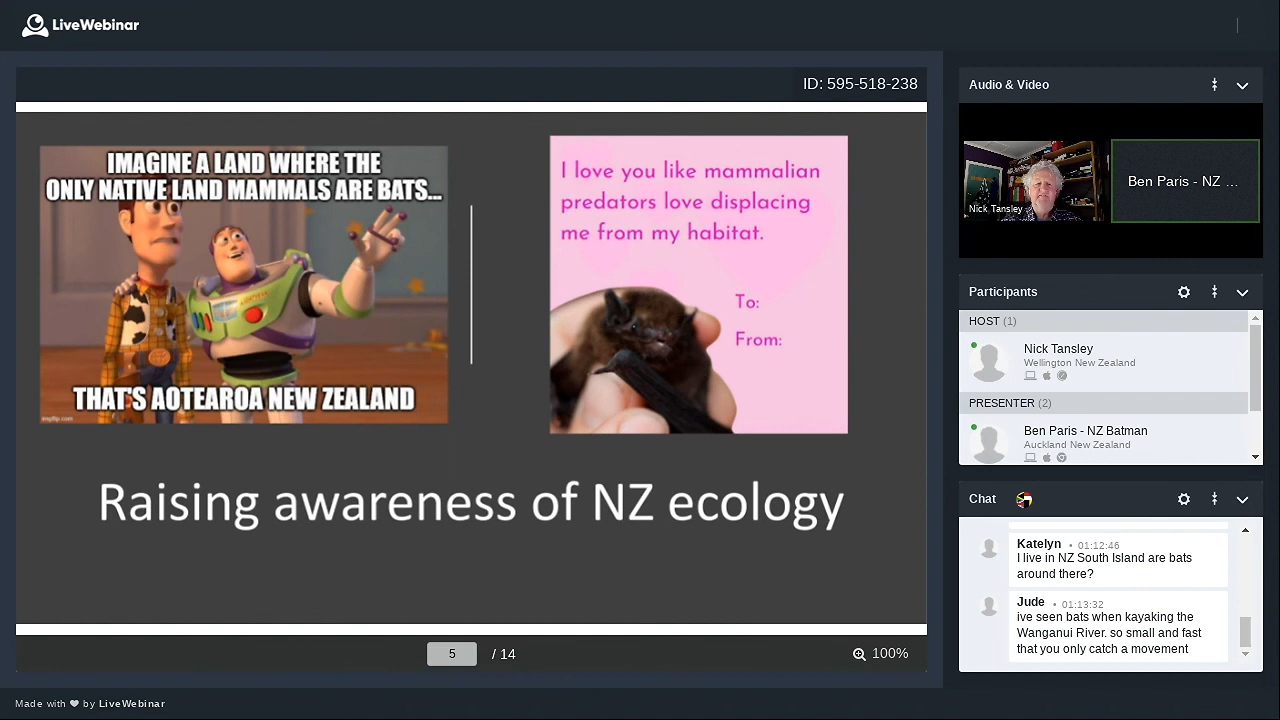 LiveWebinar
ID: 595-518-238
IMAGINE A LAND WHERE THE
ONLY NATIVE LAND MAMMALS ARE BATS...
THAT'S AOTEAROA NEW ZEALAND
imgflip.com
I love you like mammalian
predators love displacing
me from my habitat.
To:
From:
Raising awareness of NZ ecology
5 / 14
100%
Audio & Video
Nick Tansley
Ben Paris - NZ ...
Participants
HOST (1)
Nick Tansley
Wellington New Zealand
PRESENTER (2)
Ben Paris - NZ Batman
Auckland New Zealand
Chat
Katelyn • 01:12:46
I live in NZ South Island are bats
around there?
Jude • 01:13:32
ive seen bats when kayaking the
Wanganui River. so small and fast
that you only catch a movement
Made with by LiveWebinar